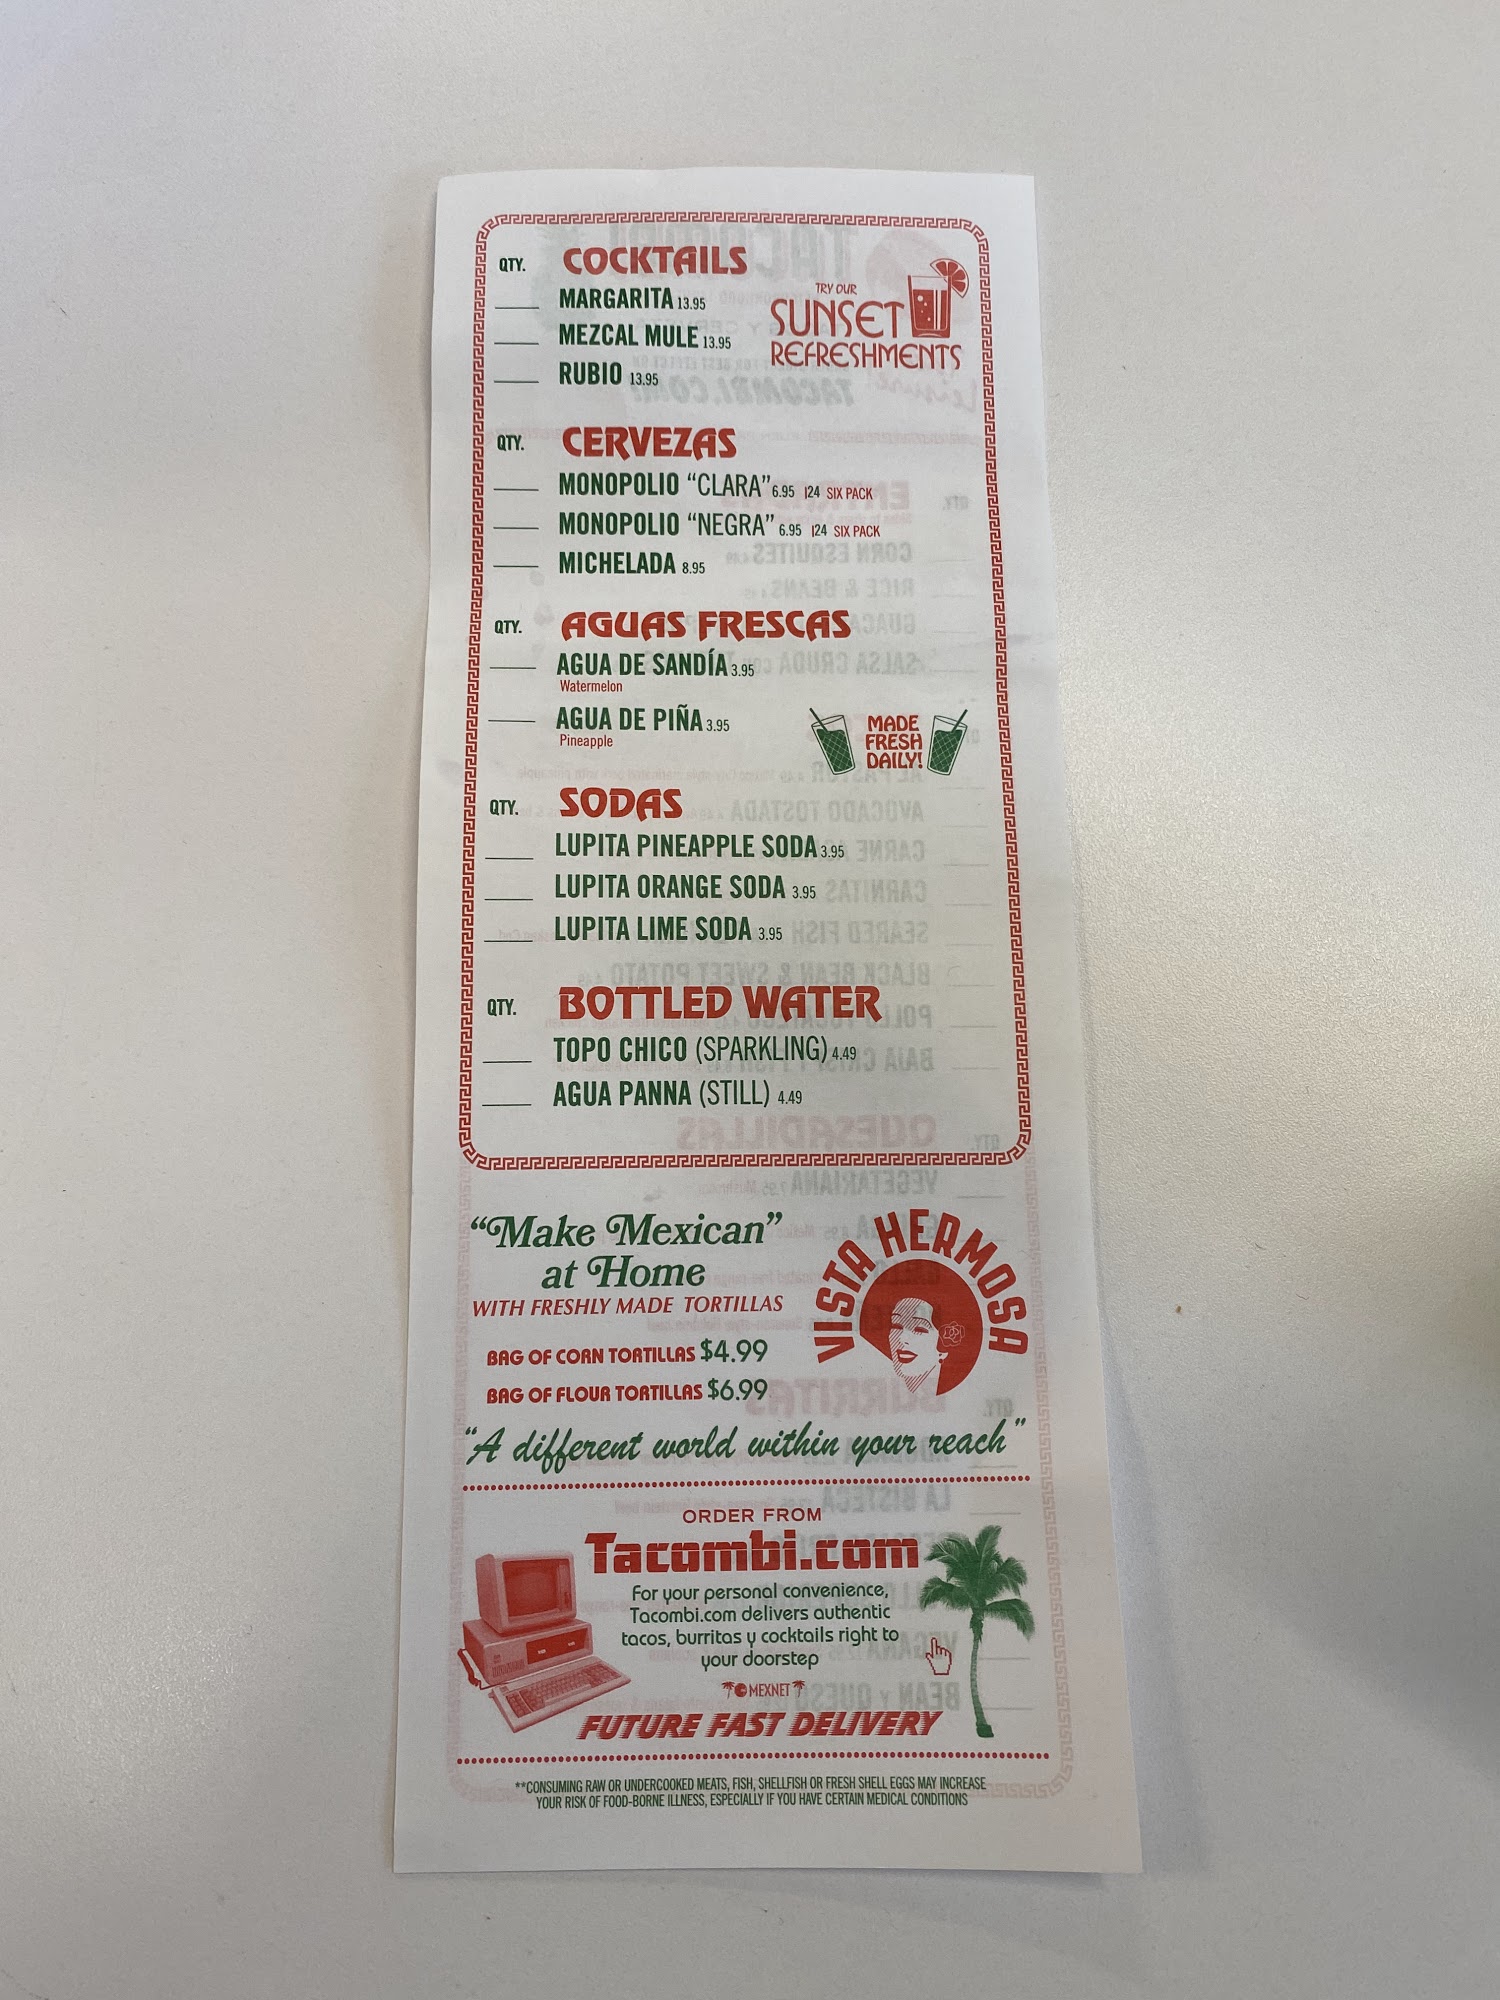 QTY. COCKTAILS
MARGARITA 13.95
MEZCAL MULE 13.95
RUBIO 13.95
TRY OUR
SUNSET
REFRESHMENTS
QTY. CERVEZAS
MONOPOLIO “CLARA” 6.95 |24 SIX PACK
MONOPOLIO “NEGRA” 6.95 |24 SIX PACK
MICHELADA 8.95
QTY. AGUAS FRESCAS
AGUA DE SANDÍA 3.95
Watermelon
AGUA DE PIÑA 3.95
Pineapple
MADE
FRESH
DAILY!
QTY. SODAS
LUPITA PINEAPPLE SODA 3.95
LUPITA ORANGE SODA 3.95
LUPITA LIME SODA 3.95
QTY. BOTTLED WATER
TOPO CHICO (SPARKLING) 4.49
AGUA PANNA (STILL) 4.49
“Make Mexican”
at Home
WITH FRESHLY MADE TORTILLAS
BAG OF CORN TORTILLAS $4.99
BAG OF FLOUR TORTILLAS $6.99
VISTA HERMOSA
“A different world within your reach”
ORDER FROM
Tacombi.com
For your personal convenience,
Tacombi.com delivers authentic
tacos, burritas y cocktails right to
your doorstep
MEXNET
FUTURE FAST DELIVERY
**CONSUMING RAW OR UNDERCOOKED MEATS, FISH, SHELLFISH OR FRESH SHELL EGGS MAY INCREASE
YOUR RISK OF FOOD-BORNE ILLNESS, ESPECIALLY IF YOU HAVE CERTAIN MEDICAL CONDITIONS